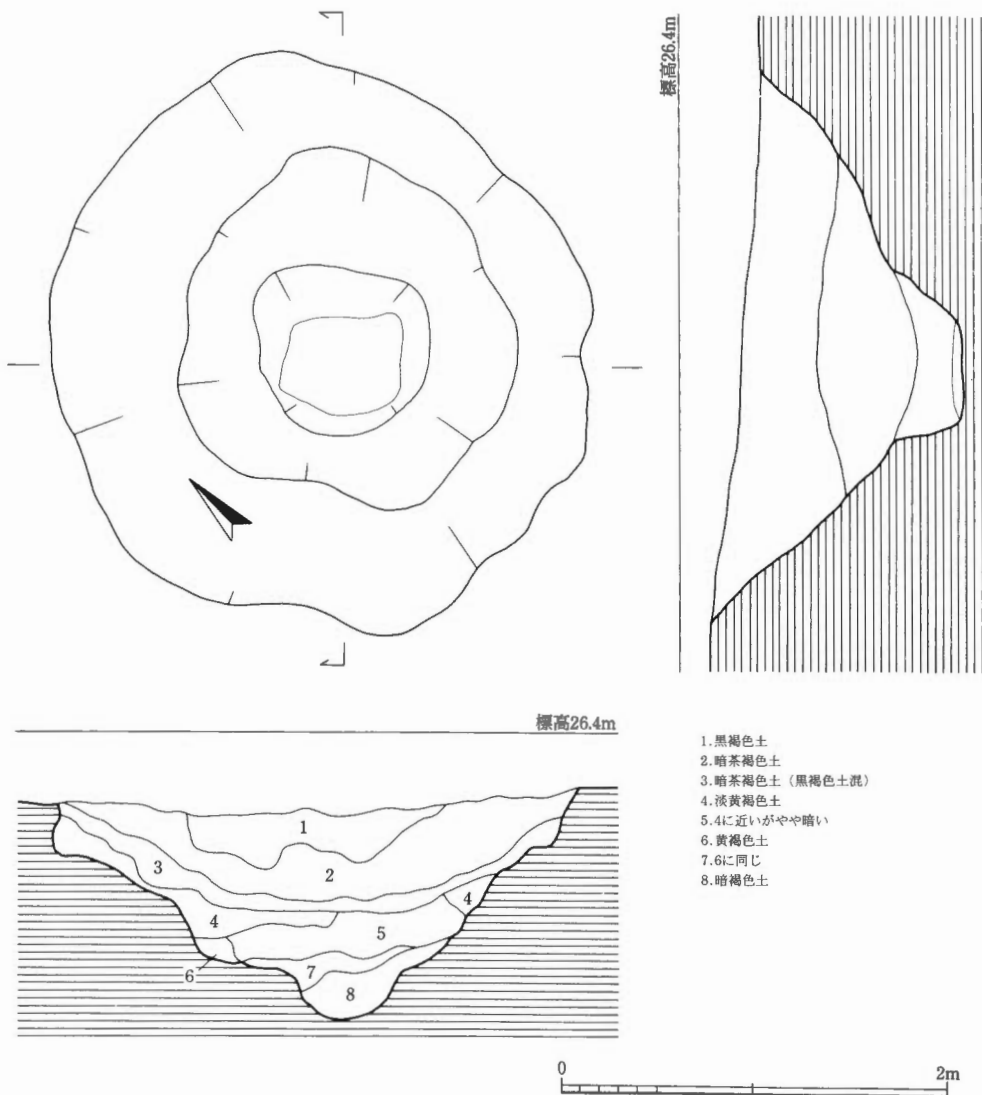 標高26.4m
標高26.4m
1
2
3
4
4
5
6
7
8
1.黒褐色土
2.暗茶褐色土
3.暗茶褐色土（黒褐色土混）
4.淡黄褐色土
5.4に近いがやや暗い
6.黄褐色土
7.6に同じ
8.暗褐色土
0 2m